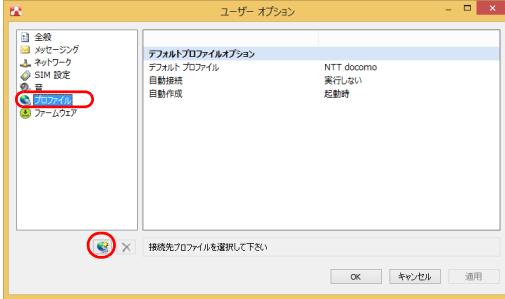 ユーザー オプション
全般
メッセージング
ネットワーク
SIM 設定
音
プロファイル
ファームウェア
デフォルトプロファイルオプション
デフォルト プロファイル NTT docomo
自動接続 実行しない
自動作成 起動時
接続先プロファイルを選択して下さい
OK キャンセル 適用